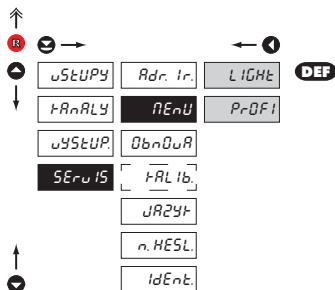 R
DEF
vStUPY Adr. Ir. LIGHt
KAnALY MEnU PrOFI
vYStUP. ObnOvA
SErvIS KALIb.
JAZYK
n. HESL.
IdEnt.